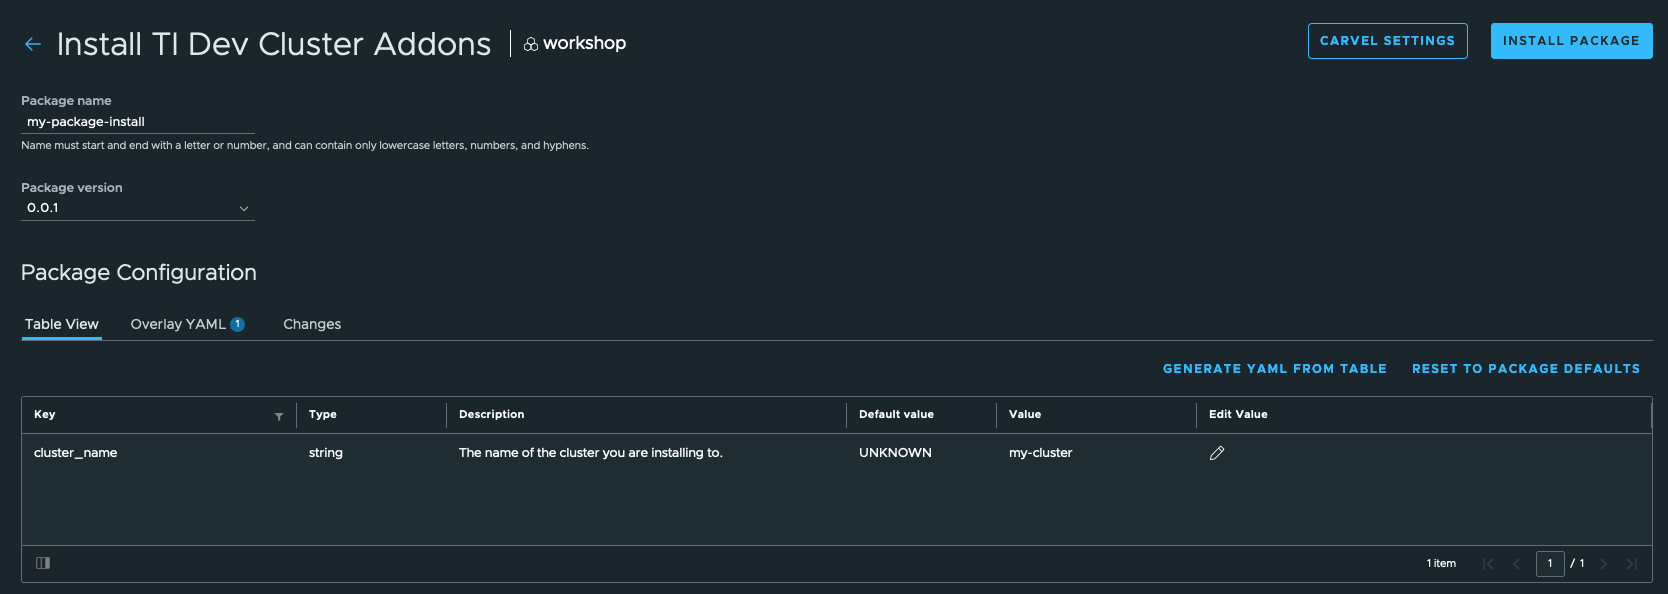 Install TI Dev Cluster Addons workshop CARVEL SETTINGS INSTALL PACKAGE
Package name
my-package-install
Name must start and end with a letter or number, and can contain only lowercase letters, numbers, and hyphens.
Package version
0.0.1
Package Configuration
Table View Overlay YAML 1 Changes
GENERATE YAML FROM TABLE RESET TO PACKAGE DEFAULTS
Key Type Description Default value Value Edit Value
cluster_name string The name of the cluster you are installing to. UNKNOWN my-cluster
1 item 1 / 1